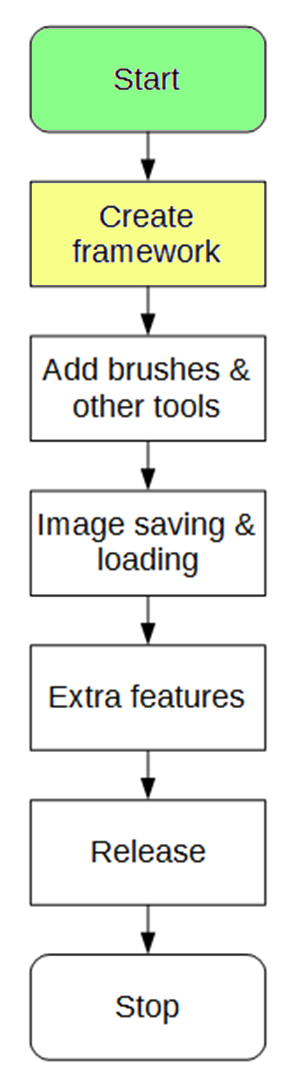 Start
Create
framework
Add brushes &
other tools
Image saving &
loading
Extra features
Release
Stop